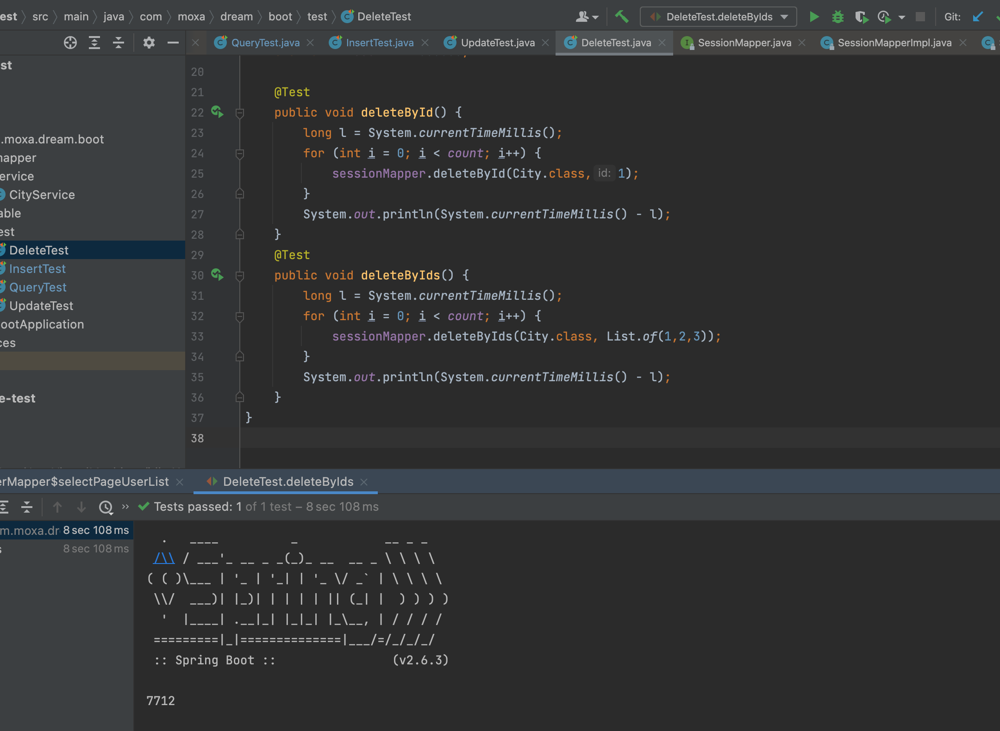 est src main java com moxa dream boot test DeleteTest DeleteTest.deleteByIds Git:
QueryTest.java InsertTest.java UpdateTest.java DeleteTest.java SessionMapper.java SessionMapperImpl.java
st
.moxa.dream.boot
apper
ervice
CityService
able
est
DeleteTest
InsertTest
QueryTest
UpdateTest
ootApplication
ces
e-test
20
21 @Test
22 public void deleteById() {
23 long l = System.currentTimeMillis();
24 for (int i = 0; i < count; i++) {
25 sessionMapper.deleteById(City.class, id: 1);
26 }
27 System.out.println(System.currentTimeMillis() - l);
28 }
29 @Test
30 public void deleteByIds() {
31 long l = System.currentTimeMillis();
32 for (int i = 0; i < count; i++) {
33 sessionMapper.deleteByIds(City.class, List.of(1,2,3));
34 }
35 System.out.println(System.currentTimeMillis() - l);
36 }
37 }
38
erMapper$selectPageUserList DeleteTest.deleteByIds
Tests passed: 1 of 1 test – 8 sec 108 ms
m.moxa.dr 8 sec 108 ms
s 8 sec 108 ms
  .   ____          _            __ _ _
 /\\ / ___'_ __ _ _(_)_ __  __ _ \ \ \ \
( ( )\___ | '_ | '_| | '_ \/ _` | \ \ \ \
 \\/  ___)| |_)| | | | | || (_| |  ) ) ) )
  '  |____| .__|_| |_|_| |_\__, | / / / /
 =========|_|==============|___/=/_/_/_/
 :: Spring Boot ::                (v2.6.3)
7712